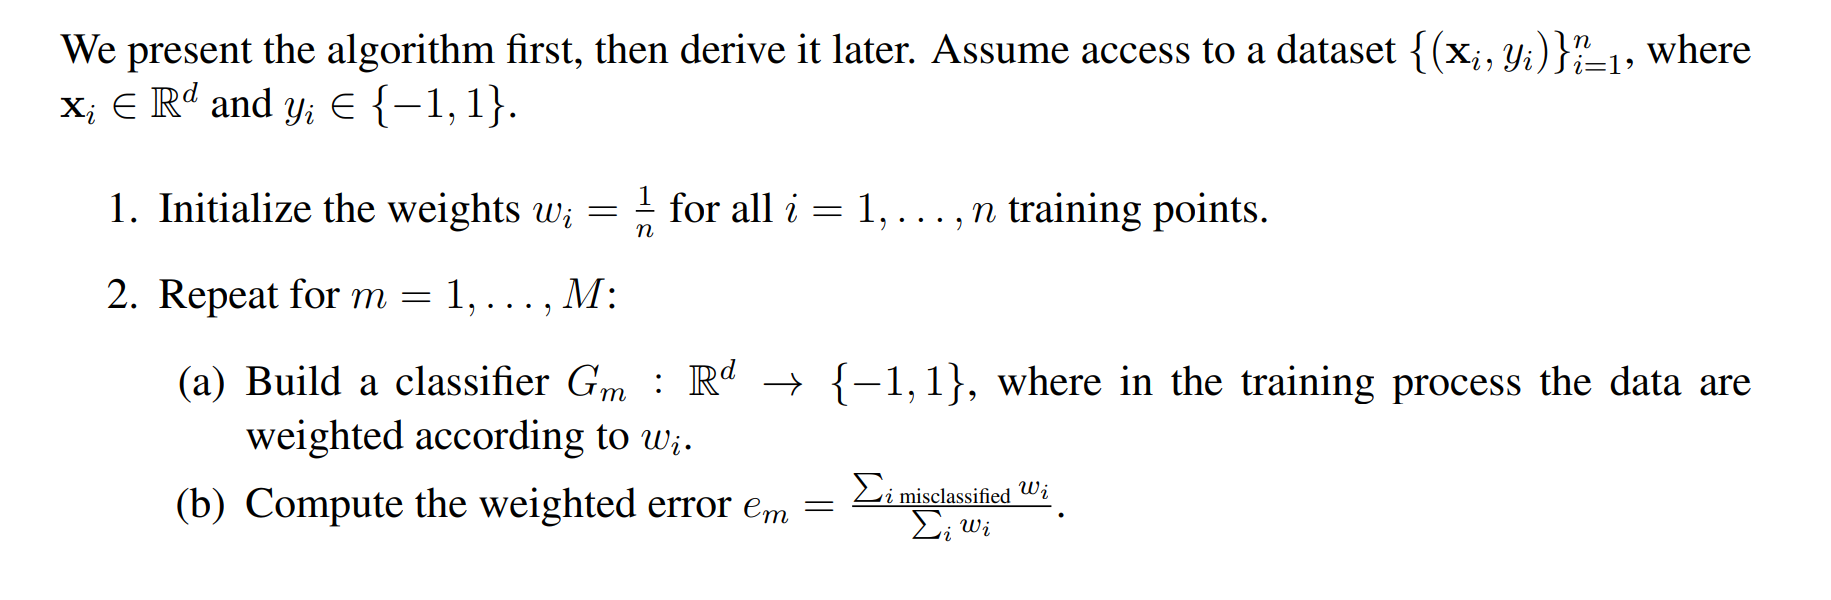 We present the algorithm first, then derive it later. Assume access to a dataset $\{(\mathbf{x}_i, y_i)\}_{i=1}^n$, where
$\mathbf{x}_i \in \mathbb{R}^d$ and $y_i \in \{-1, 1\}$.
1. Initialize the weights $w_i = \frac{1}{n}$ for all $i = 1, \ldots, n$ training points.
2. Repeat for $m = 1, \ldots, M$:
(a) Build a classifier $G_m : \mathbb{R}^d \to \{-1, 1\}$, where in the training process the data are
weighted according to $w_i$.
(b) Compute the weighted error $e_m = \frac{\sum_{i \text{ misclassified}} w_i}{\sum_i w_i}$.